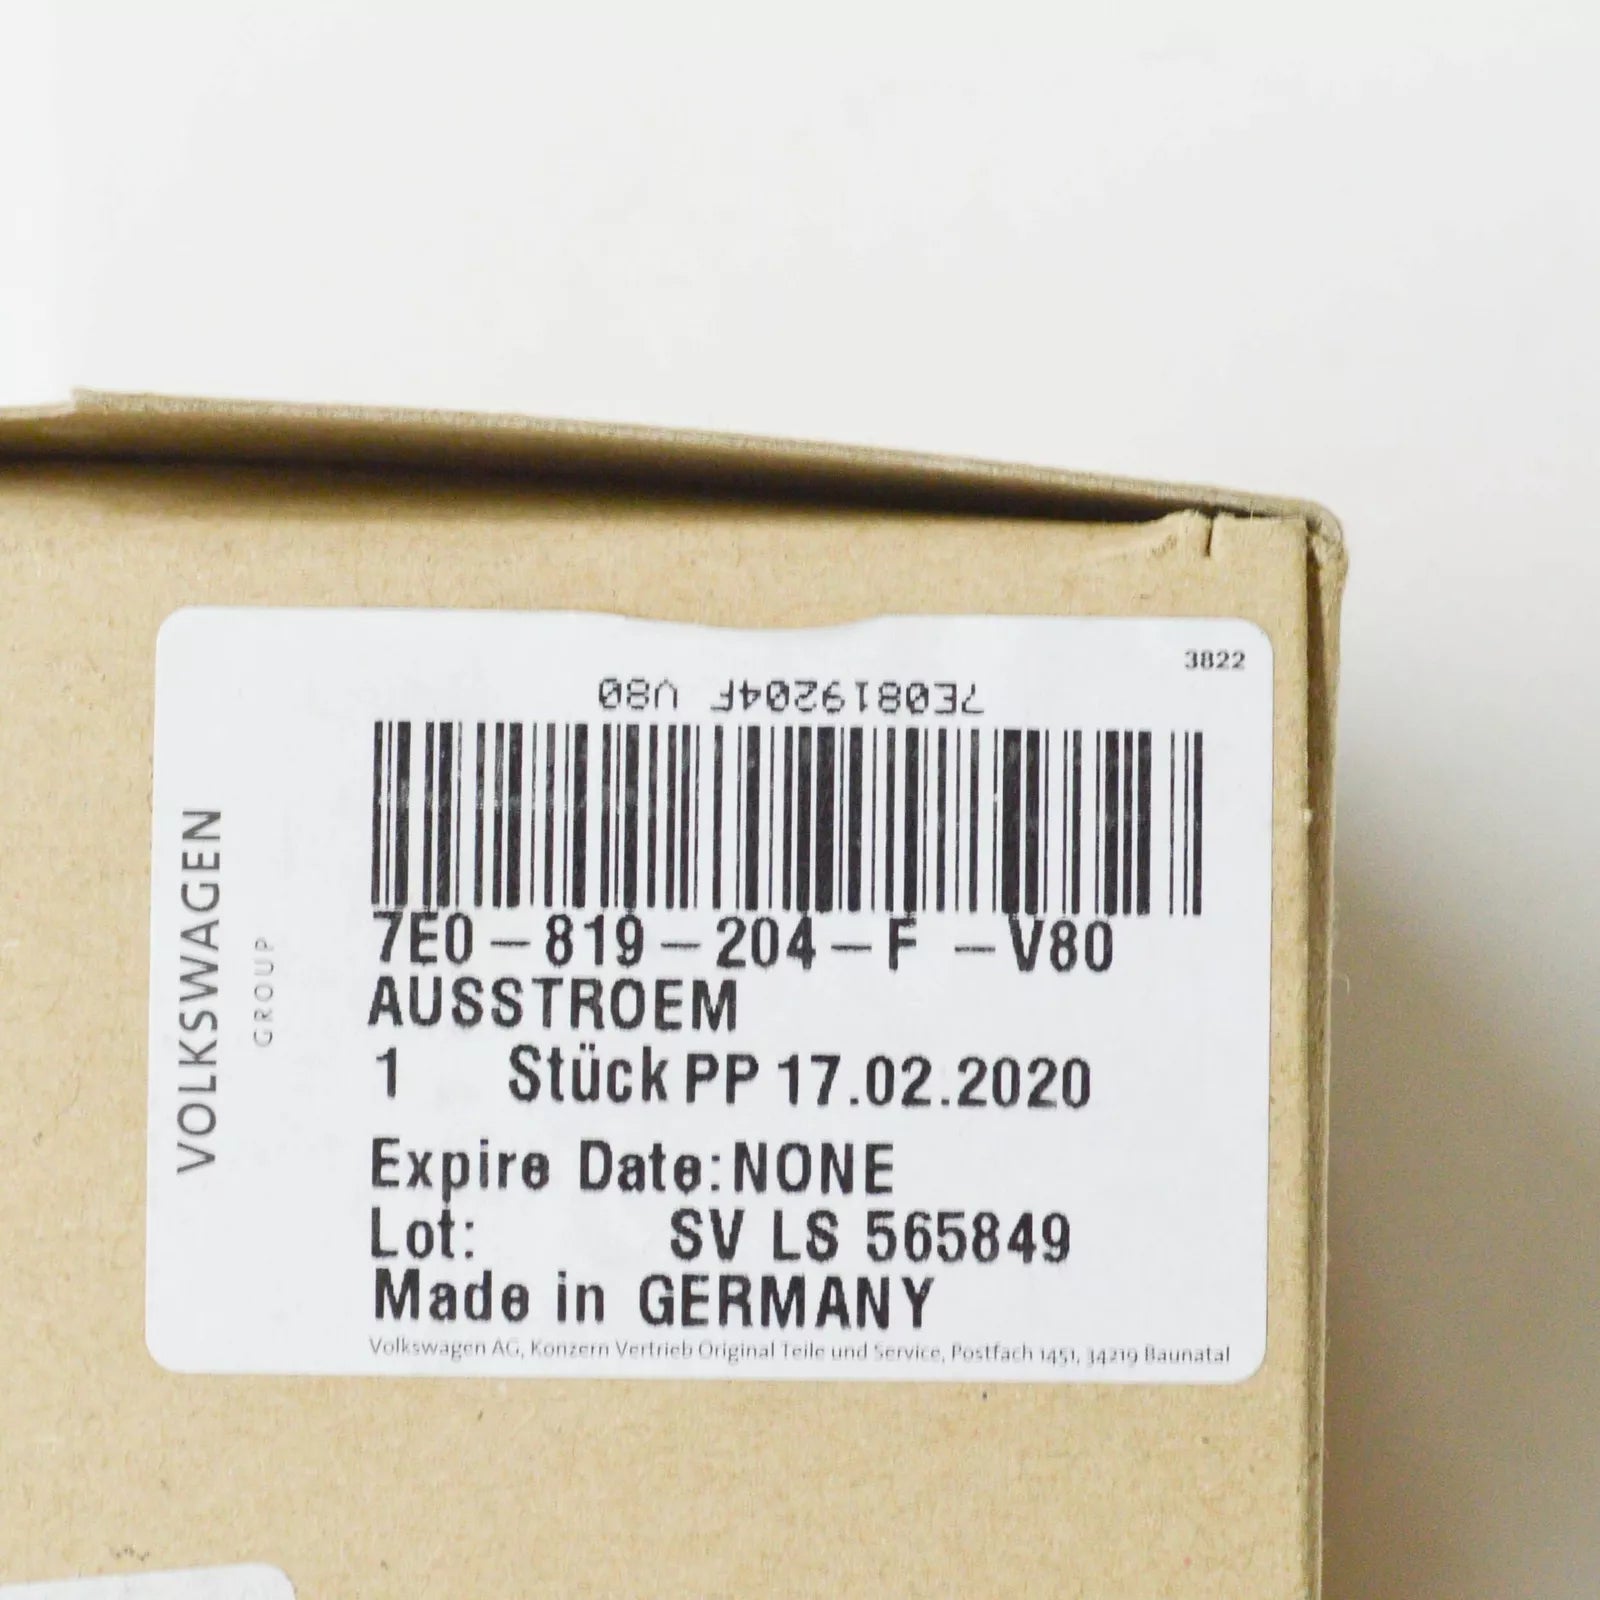 3822
7E0819204F V80
7E0-819-204-F -V80
AUSSTROEM
1 Stück PP 17.02.2020
Expire Date:NONE
Lot: SV LS 565849
Made in GERMANY
Volkswagen AG, Konzern Vertrieb Original Teile und Service, Postfach 1451, 34219 Baunatal
VOLKSWAGEN
GROUP